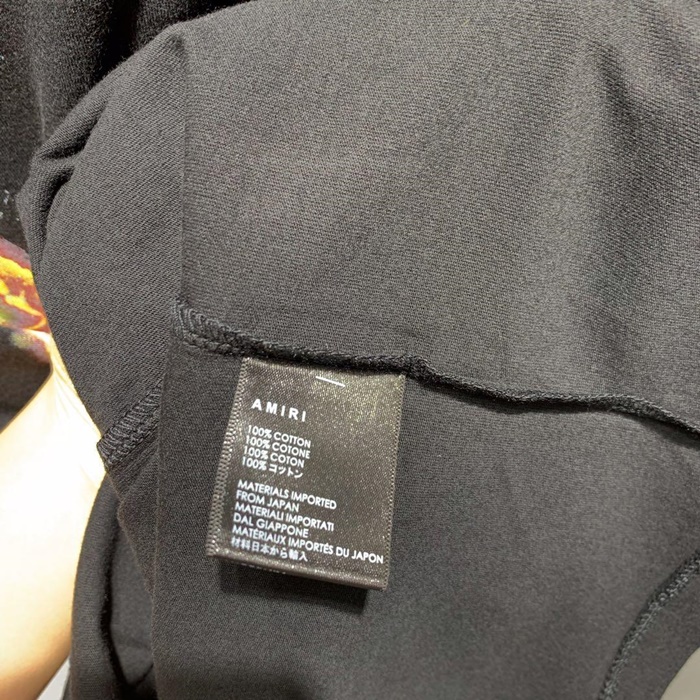 AMIRI
100% COTTON
100% COTONE
100% COTON
100% コットン
MATERIALS IMPORTED
FROM JAPAN
MATERIALI IMPORTATI
DAL GIAPPONE
MATÉRIAUX IMPORTÉS DU JAPON
材料日本から輸入